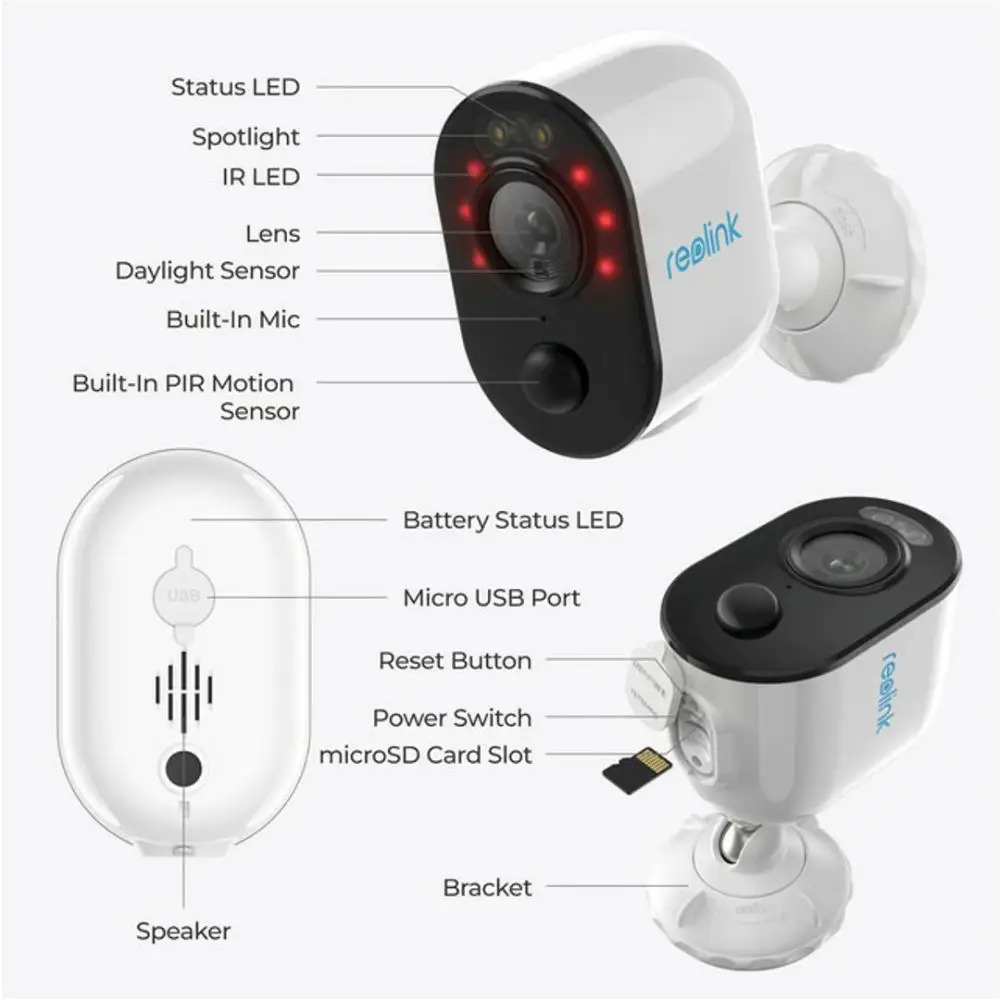 Status LED
Spotlight
IR LED
Lens
Daylight Sensor
Built-In Mic
Built-In PIR Motion
Sensor
reolink
Battery Status LED
USB
Micro USB Port
Reset Button
Power Switch
microSD Card Slot
reolink
Bracket
Speaker